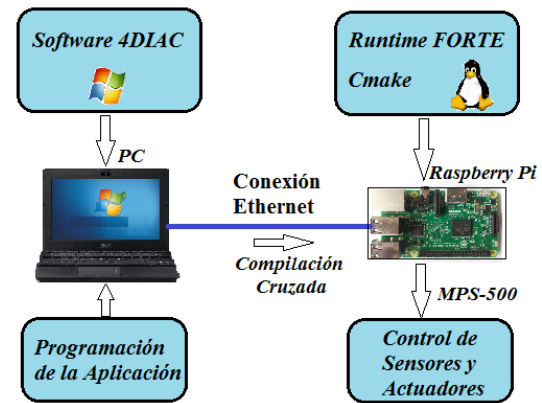 Software 4DIAC
Runtime FORTE
Cmake
PC
Raspberry Pi
Conexión
Ethernet
Compilación
Cruzada
MPS-500
Programación
de la Aplicación
Control de
Sensores y
Actuadores